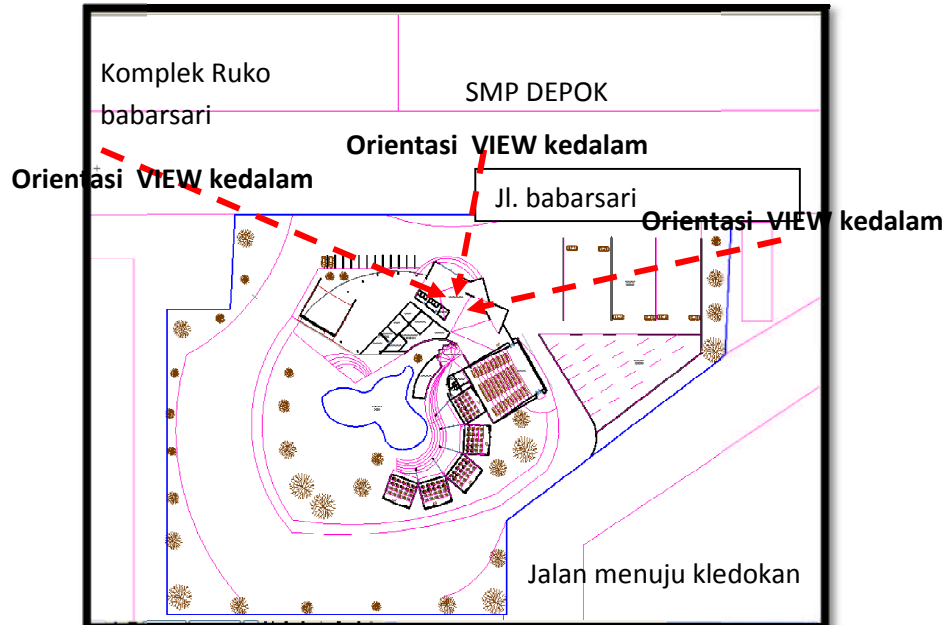 Komplek Ruko
babarsari
SMP DEPOK
Orientasi VIEW kedalam
Orientasi VIEW kedalam
Jl. babarsari
Orientasi VIEW kedalam
Jalan menuju kledokan